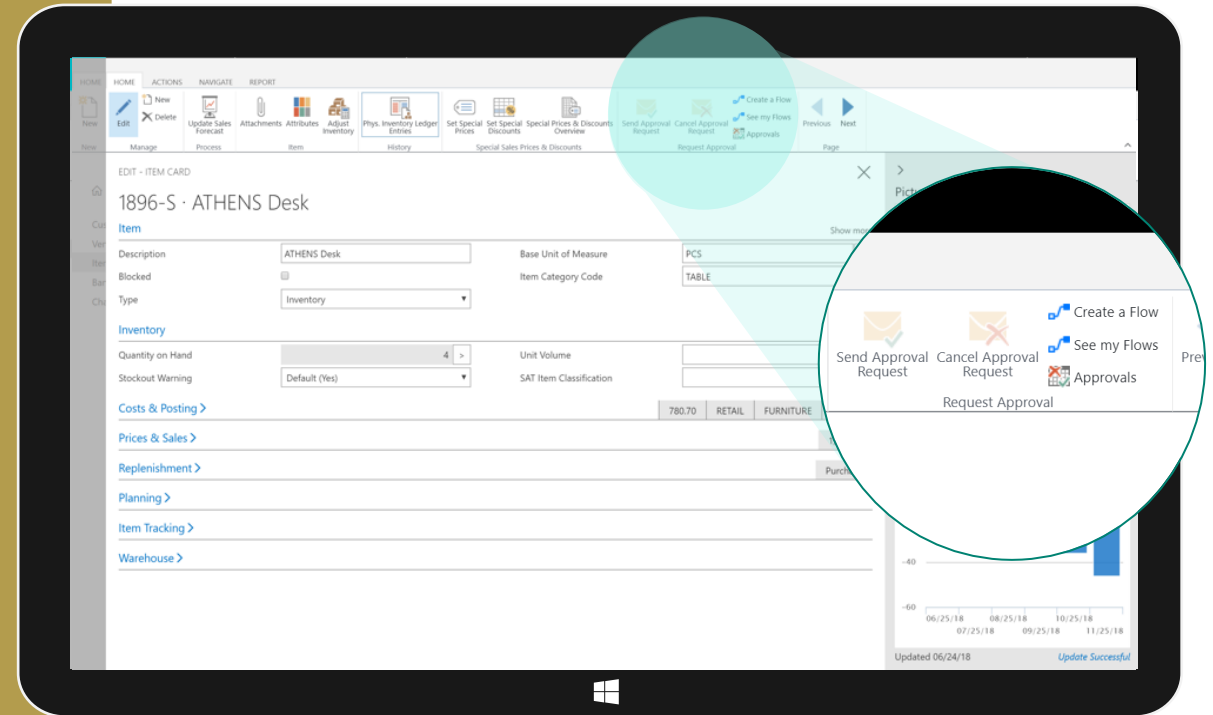 HOME HOME ACTIONS NAVIGATE REPORT
New
Edit
New
Delete
Update Sales Forecast
Attachments
Attributes
Adjust Inventory
Phys. Inventory Ledger Entries
Set Special Prices
Set Special Discounts
Special Prices & Discounts Overview
Send Approval Request
Cancel Approval Request
Create a Flow
See my Flows
Approvals
Previous
Next
New
Manage
Process
Item
History
Special Sales Prices & Discounts
Request Approval
Page
EDIT - ITEM CARD
1896-S · ATHENS Desk
Item
Show more
Description
ATHENS Desk
Base Unit of Measure
PCS
Blocked
Item Category Code
TABLE
Type
Inventory
Inventory
Quantity on Hand
4
>
Unit Volume
Stockout Warning
Default (Yes)
SAT Item Classification
Costs & Posting >
780.70
RETAIL
FURNITURE
Prices & Sales >
Replenishment >
Planning >
Item Tracking >
Warehouse >
Send Approval
Request
Cancel Approval
Request
Create a Flow
See my Flows
Approvals
Request Approval
-40
-60
06/25/18 08/25/18 10/25/18
07/25/18 09/25/18 11/25/18
Updated 06/24/18
Update Successful